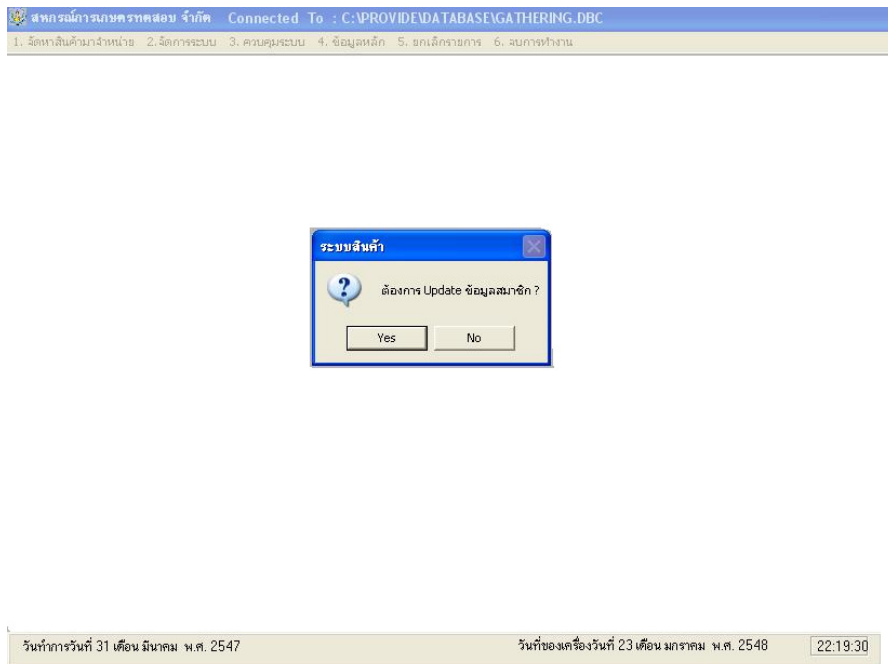 สหกรณ์การเกษตรทดสอบ จำกัด Connected To : C:\PROVIDE\DATABASE\GATHERING.DBC
1. จัดหาสินค้ามาจำหน่าย 2.จัดการระบบ 3. ควบคุมระบบ 4. ข้อมูลหลัก 5. ยกเลิกรายการ 6. จบการทำงาน
ระบบสินค้า
ต้องการ Update ข้อมูลสมาชิก ?
Yes No
วันทำการวันที่ 31 เดือน มีนาคม พ.ศ. 2547 วันที่ของเครื่องวันที่ 23 เดือน มกราคม พ.ศ. 2548 22:19:30